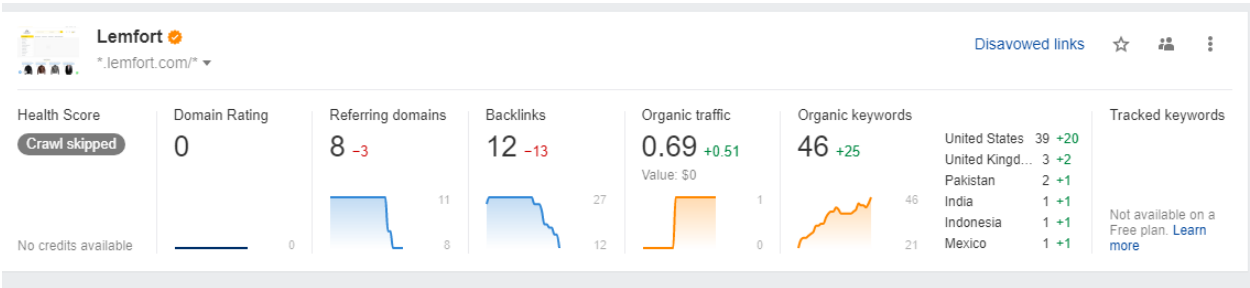 Lemfort
*.lemfort.com/*
Disavowed links
Health Score
Crawl skipped
No credits available
Domain Rating
0
0
Referring domains
8 −3
11
8
Backlinks
12 −13
27
12
Organic traffic
0.69 +0.51
Value: $0
1
0
Organic keywords
46 +25
46
21
United States 39 +20
United Kingd... 3 +2
Pakistan 2 +1
India 1 +1
Indonesia 1 +1
Mexico 1 +1
Tracked keywords
Not available on a
Free plan. Learn
more